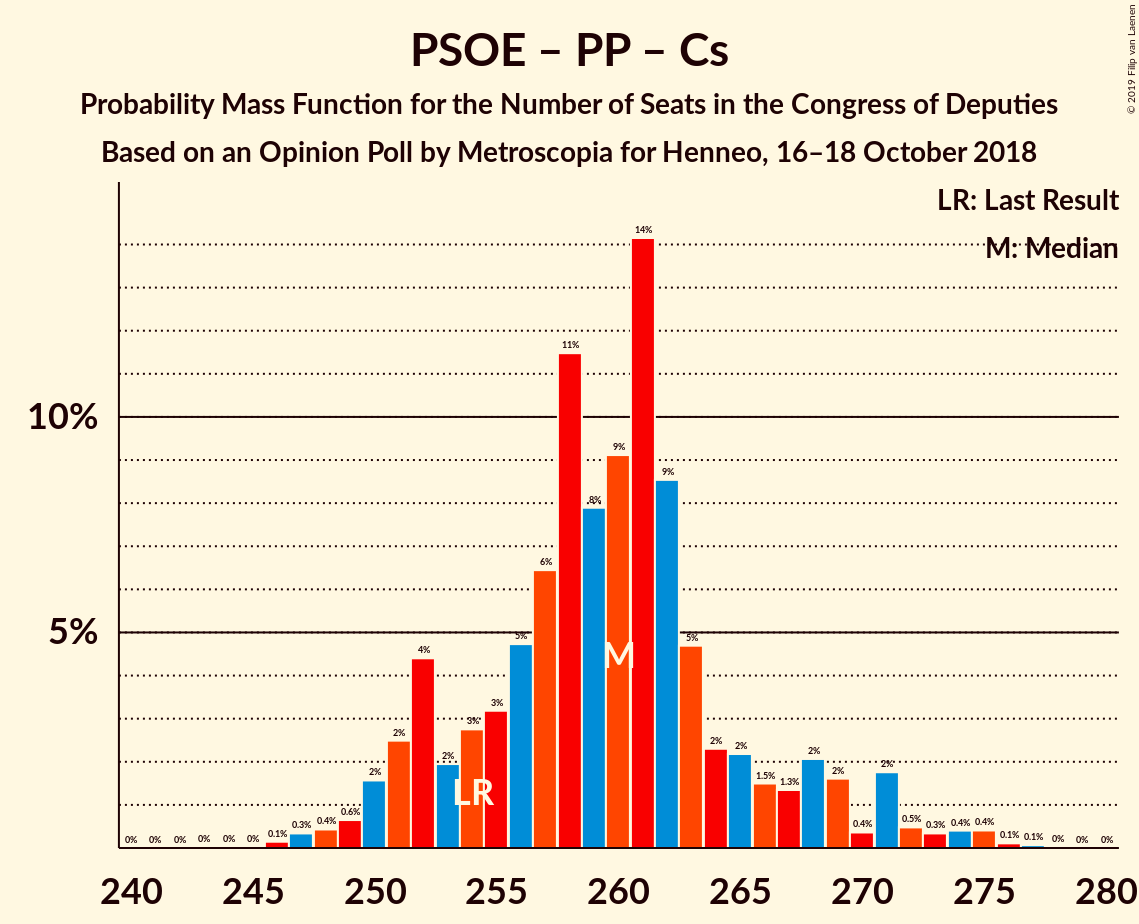 PSOE – PP – Cs
Probability Mass Function for the Number of Seats in the Congress of Deputies
Based on an Opinion Poll by Metroscopia for Henneo, 16–18 October 2018
© 2019 Filip van Laenen
LR: Last Result
M: Median
10%
5%
0% 0% 0% 0% 0% 0% 0.1% 0.3% 0.4% 0.6% 2% 2% 4% 2% 3% 3% 5% 6% 11% 8% 9% 14% 9% 5% 2% 2% 1.5% 1.3% 2% 2% 0.4% 2% 0.5% 0.3% 0.4% 0.4% 0.1% 0.1% 0% 0% 0%
M
LR
240 245 250 255 260 265 270 275 280